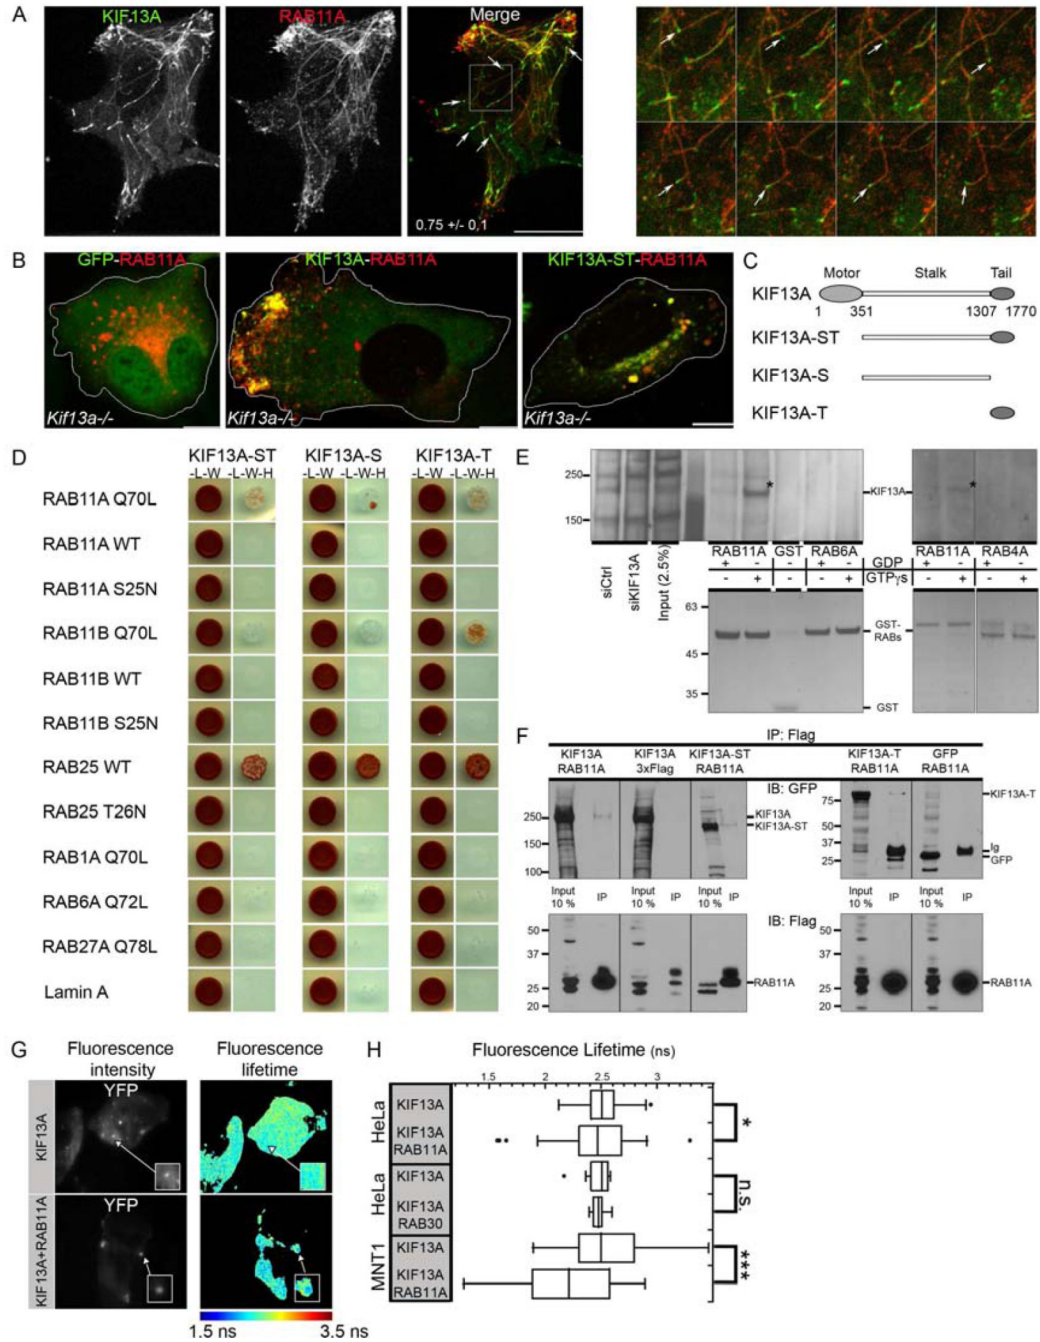 A
KIF13A
RAB11A
Merge
0.75 +/- 0,1
B
GFP-RAB11A
KIF13A-RAB11A
KIF13A-ST-RAB11A
Kif13a-/-
Kif13a-/-
Kif13a-/-
C
Motor
Stalk
Tail
KIF13A
1
351
1307
1770
KIF13A-ST
KIF13A-S
KIF13A-T
D
KIF13A-ST
KIF13A-S
KIF13A-T
-L-W
-L-W-H
-L-W
-L-W-H
-L-W
-L-W-H
RAB11A Q70L
RAB11A WT
RAB11A S25N
RAB11B Q70L
RAB11B WT
RAB11B S25N
RAB25 WT
RAB25 T26N
RAB1A Q70L
RAB6A Q72L
RAB27A Q78L
Lamin A
E
250
150
*
KIF13A
*
siCtrl
siKIF13A
Input (2.5%)
RAB11A
GST
RAB6A
RAB11A
RAB4A
+ - - + -
GDP
+ - + -
- + - - +
GTPγs
- + - +
63
45
35
GST-RABs
GST
F
IP: Flag
KIF13A
RAB11A
KIF13A
3xFlag
KIF13A-ST
RAB11A
KIF13A-T
RAB11A
GFP
RAB11A
IB: GFP
250
150
100
KIF13A
KIF13A-ST
75
50
37
25
KIF13A-T
Ig
GFP
Input 10 %
IP
Input 10 %
IP
Input 10 %
IP
Input 10 %
IP
Input 10 %
IP
IB: Flag
50
37
25
20
RAB11A
50
37
25
20
RAB11A
G
Fluorescence intensity
Fluorescence lifetime
KIF13A
YFP
KIF13A+RAB11A
YFP
1.5 ns
3.5 ns
H
Fluorescence Lifetime (ns)
1.5
2
2.5
3
HeLa
KIF13A
KIF13A
RAB11A
*
HeLa
KIF13A
KIF13A
RAB30
n.s.
MNT1
KIF13A
KIF13A
RAB11A
***